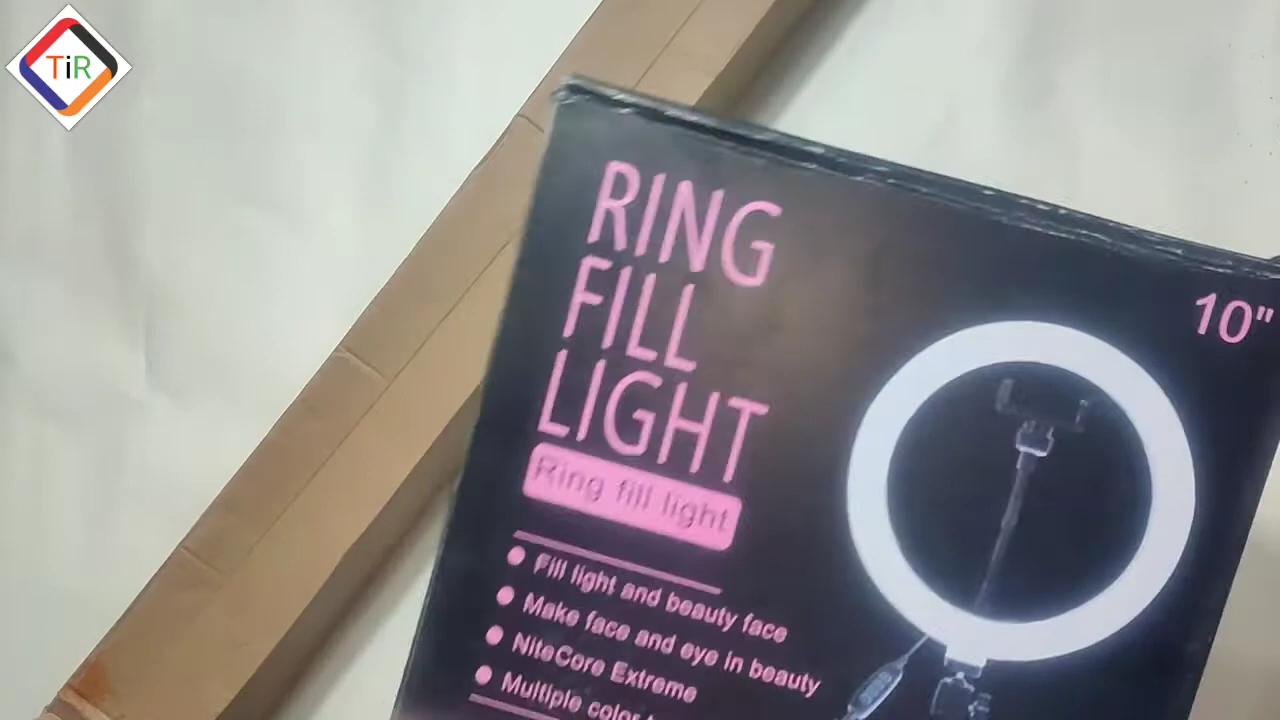 TiR
RING
FILL
LIGHT
Ring fill light
10"
Fill light and beauty face
Make face and eye in beauty
NiteCore Extreme
Multiple color